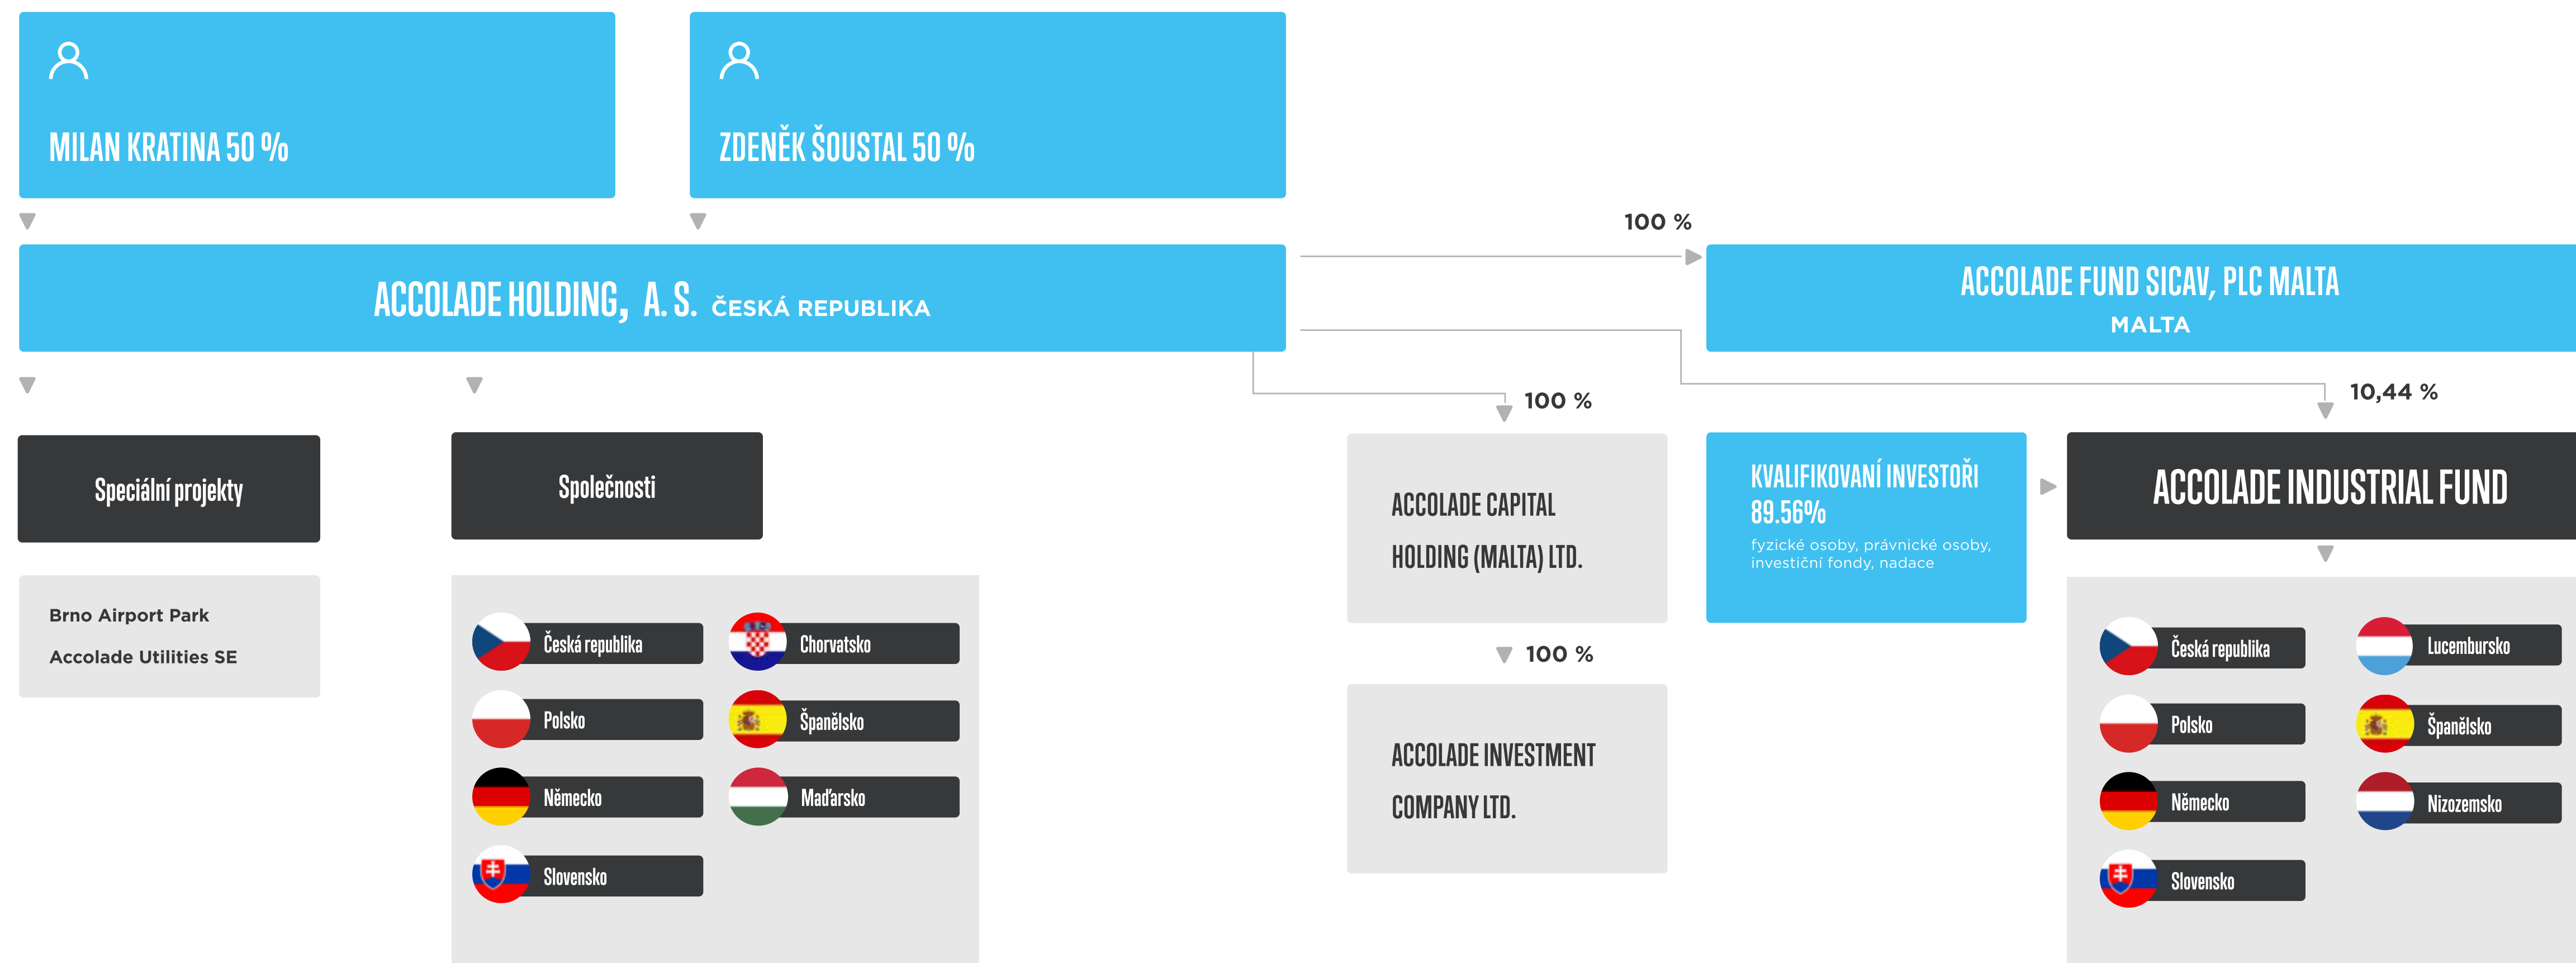 MILAN KRATINA 50 %
ZDENĚK ŠOUSTAL 50 %
100 %
ACCOLADE HOLDING, A. S. ČESKÁ REPUBLIKA
ACCOLADE FUND SICAV, PLC MALTA
MALTA
100 %
10,44 %
Speciální projekty
Společnosti
ACCOLADE CAPITAL
HOLDING (MALTA) LTD.
KVALIFIKOVANÍ INVESTOŘI
89.56%
fyzické osoby, právnické osoby,
investiční fondy, nadace
ACCOLADE INDUSTRIAL FUND
Brno Airport Park
Accolade Utilities SE
Česká republika
Chorvatsko
Polsko
Španělsko
Německo
Maďarsko
Slovensko
100 %
ACCOLADE INVESTMENT
COMPANY LTD.
Česká republika
Lucembursko
Polsko
Španělsko
Německo
Nizozemsko
Slovensko